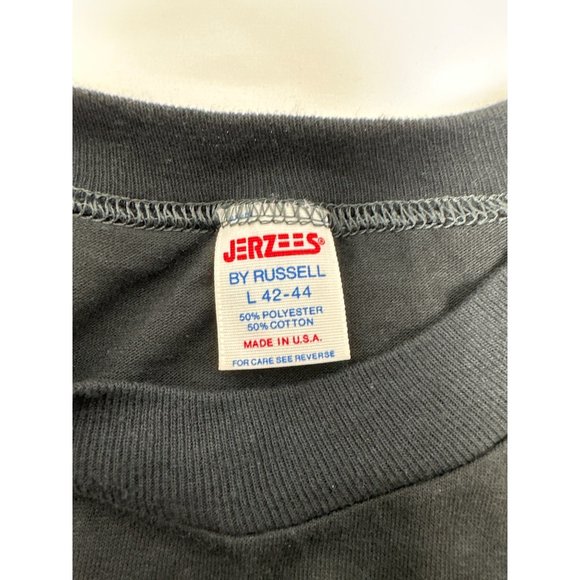 JERZEES®
BY RUSSELL
L 42-44
50% POLYESTER
50% COTTON
MADE IN U.S.A.
FOR CARE SEE REVERSE